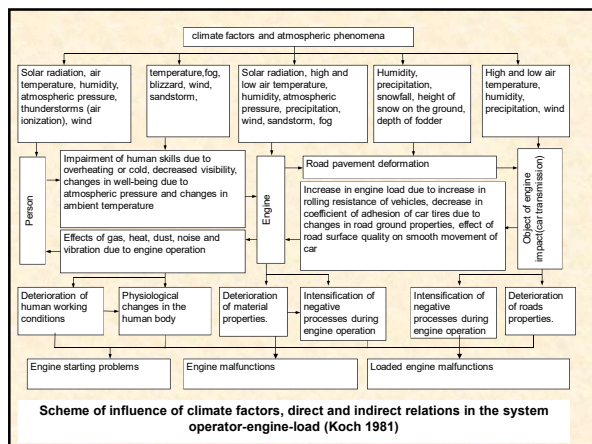 climate factors and atmospheric phenomena
Solar radiation, air
temperature, humidity,
atmospheric pressure,
thunderstorms (air
ionization), wind
temperature,fog,
blizzard, wind,
sandstorm,
Solar radiation, high and
low air temperature,
humidity, atmospheric
pressure, precipitation,
wind, sandstorm, fog
Humidity,
precipitation,
snowfall, height of
snow on the ground,
depth of fodder
High and low air
temperature,
humidity,
precipitation, wind
Person
Impairment of human skills due to
overheating or cold, decreased visibility,
changes in well-being due to
atmospheric pressure and changes in
ambient temperature
Effects of gas, heat, dust, noise and
vibration due to engine operation
Engine
Road pavement deformation
Increase in engine load due to increase in
rolling resistance of vehicles, decrease in
coefficient of adhesion of car tires due to
changes in road ground properties, effect of
road surface quality on smooth movement of
car
Object of engine
impact(car transmission)
Deterioration of
human working
conditions
Physiological
changes in the
human body
Deterioration of
material
properties.
Intensification of
negative
processes during
engine operation
Intensification of
negative
processes during
engine operation
Deterioration
of roads
properties.
Engine starting problems
Engine malfunctions
Loaded engine malfunctions
Scheme of influence of climate factors, direct and indirect relations in the system
operator-engine-load (Koch 1981)